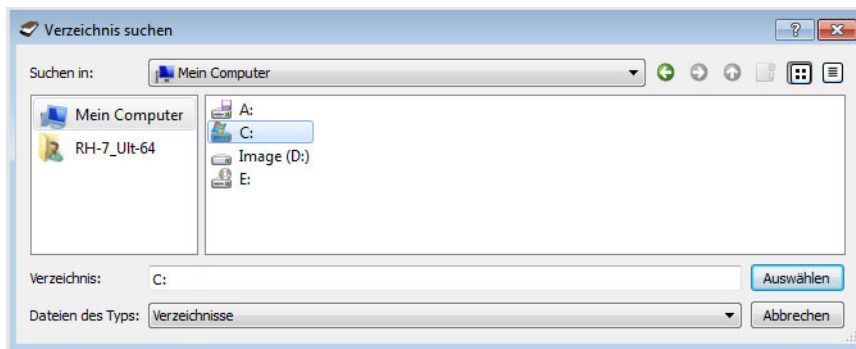 Verzeichnis suchen
Suchen in: Mein Computer
Mein Computer
RH-7_Ult-64
A:
C:
Image (D:)
E:
Verzeichnis: C: Auswählen
Dateien des Typs: Verzeichnisse Abbrechen